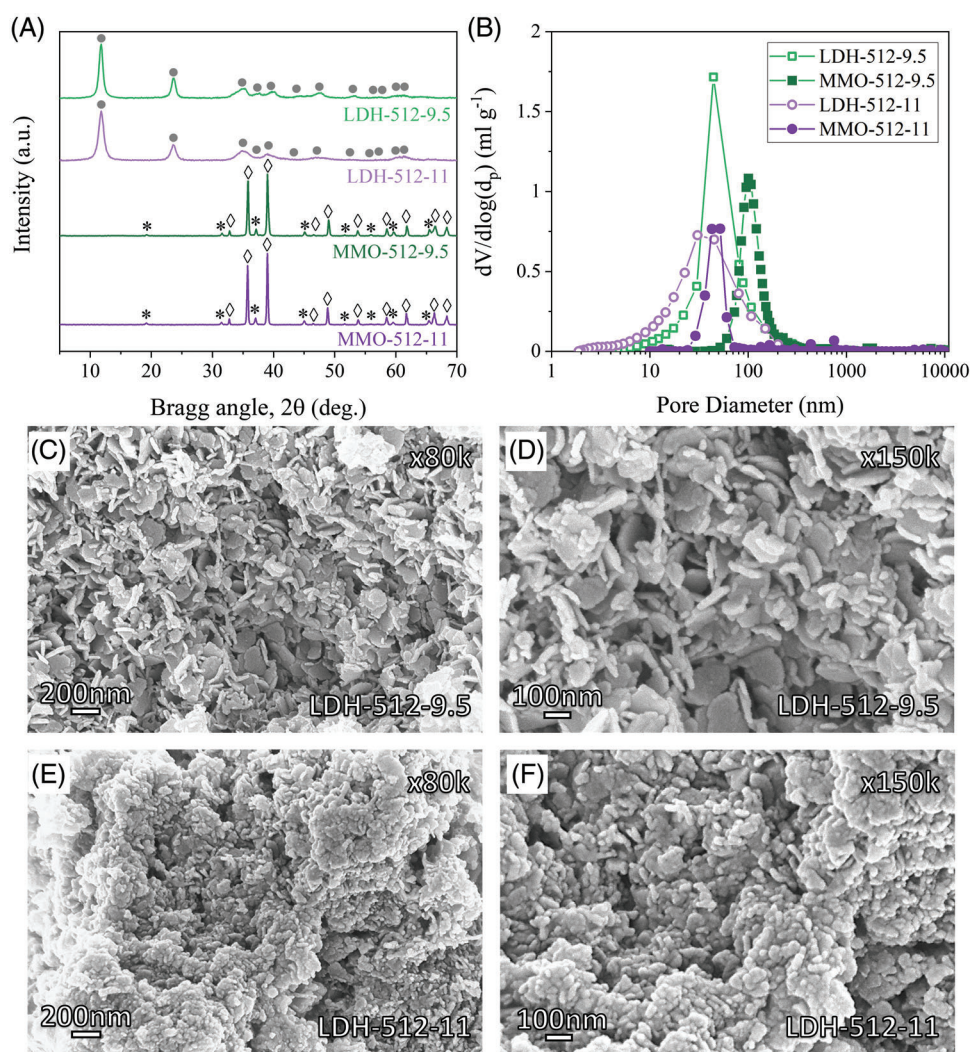 (A)
LDH-512-9.5
LDH-512-11
MMO-512-9.5
MMO-512-11
Intensity (a.u.)
10 20 30 40 50 60 70
Bragg angle, 2θ (deg.)
(B)
LDH-512-9.5
MMO-512-9.5
LDH-512-11
MMO-512-11
dV/dlog(dₚ) (ml g⁻¹)
2
1.5
1
0.5
0
1 10 100 1000 10000
Pore Diameter (nm)
(C)
x80k
200nm
LDH-512-9.5
(D)
x150k
100nm
LDH-512-9.5
(E)
x80k
200nm
LDH-512-11
(F)
x150k
100nm
LDH-512-11